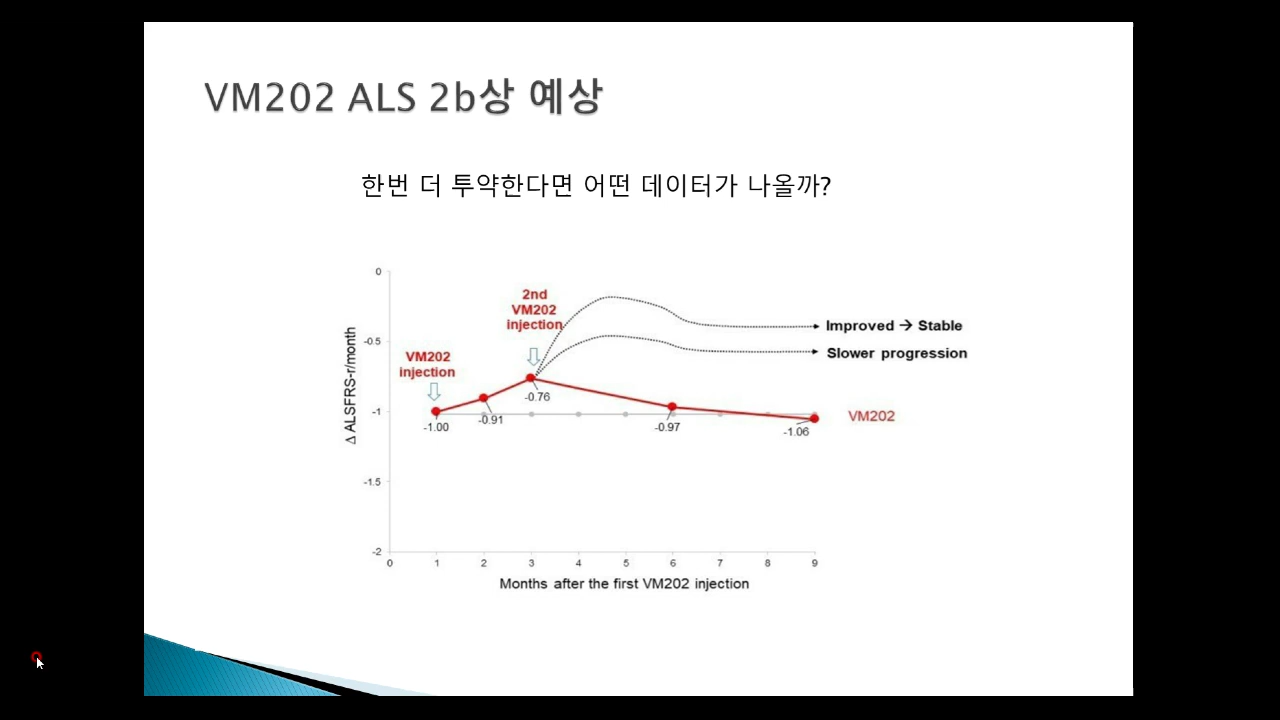 VM202 ALS 2b상 예상
한번 더 투약한다면 어떤 데이터가 나올까?
0
-0.5
-1
-1.5
-2
Δ ALSFRS-r/month
VM202
injection
2nd
VM202
injection
-1.00
-0.91
-0.76
-0.97
-1.06
Improved → Stable
Slower progression
VM202
0 1 2 3 4 5 6 7 8 9
Months after the first VM202 injection